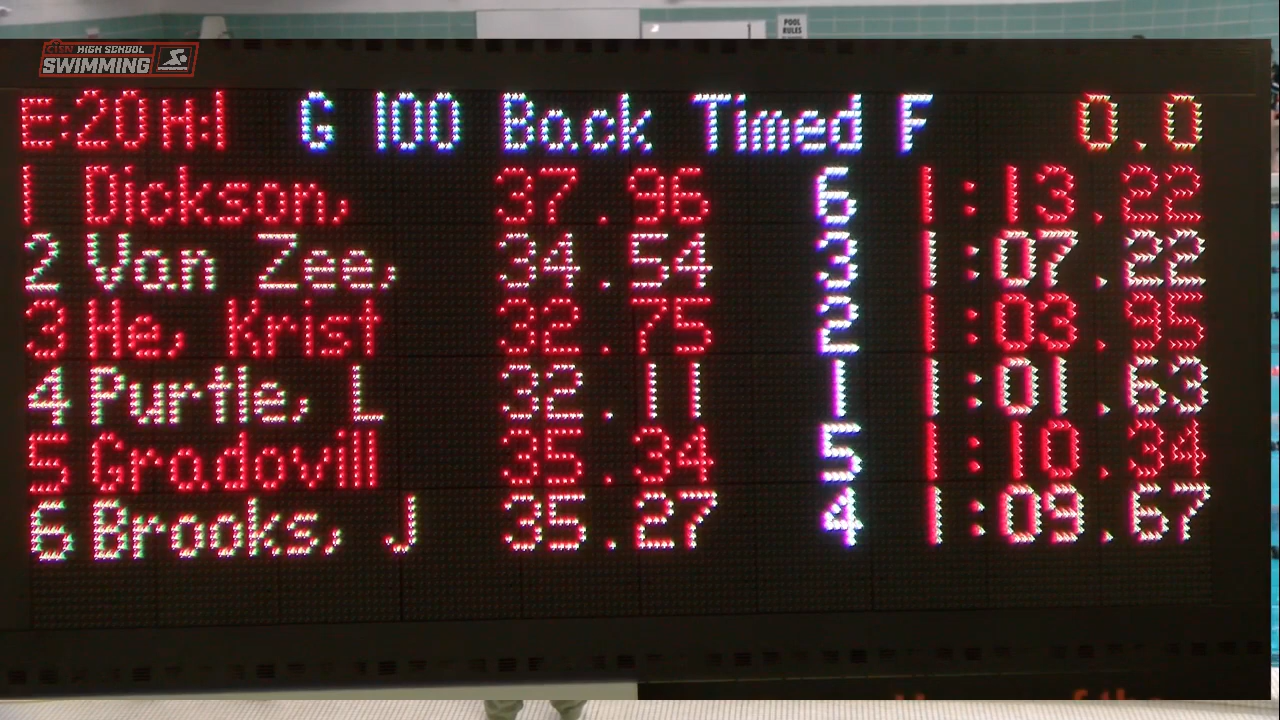 POOL
RULES
CISN HIGH SCHOOL
SWIMMING
E:20 H:1 G 100 Back Timed F 0.0
1 Dickson, 37.96 6 1:13.22
2 Van Zee, 34.54 3 1:07.22
3 He, Krist 32.75 2 1:03.95
4 Purtle, L 32.11 1 1:01.63
5 Gradovill 35.34 5 1:10.34
6 Brooks, J 35.27 4 1:09.67